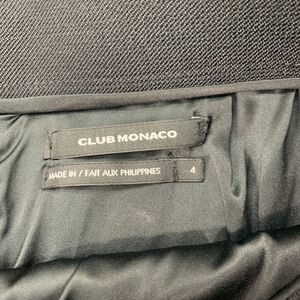 CLUB MONACO
MADE IN / FAIT AUX PHILIPPINES 4